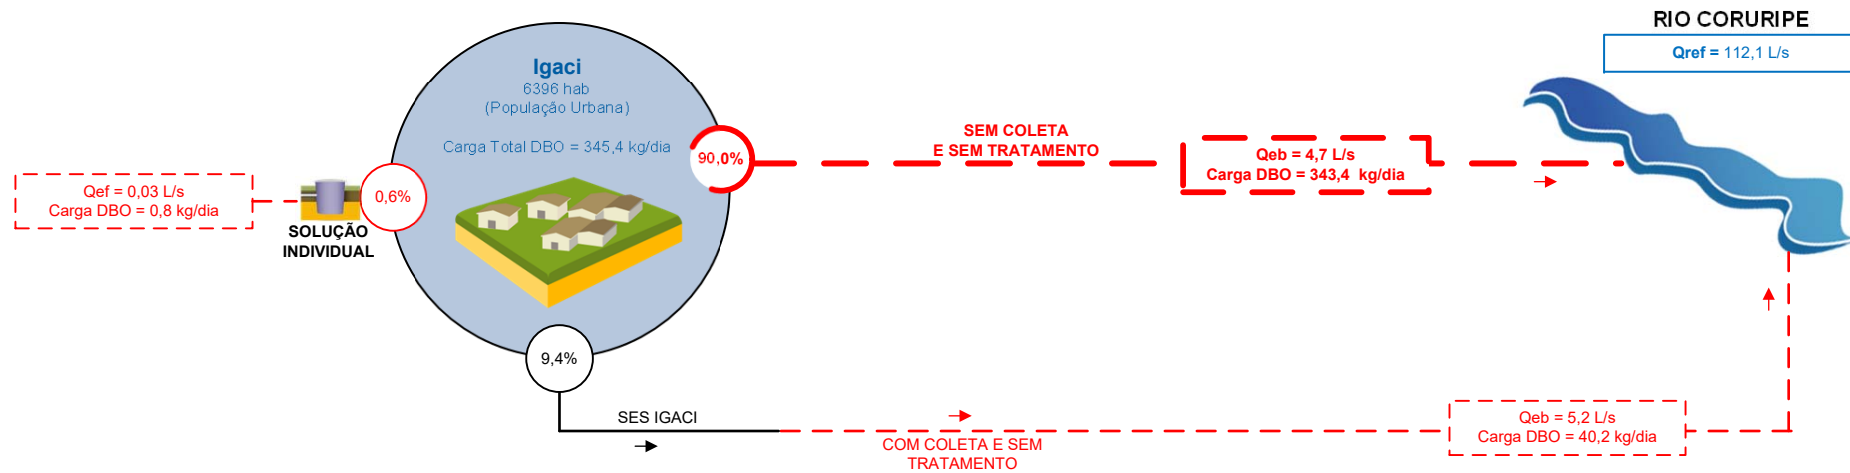 RIO CORURIPE
Qref = 112,1 L/s
Igaci
6396 hab
(População Urbana)
Carga Total DBO = 345,4 kg/dia
90,0%
SEM COLETA
E SEM TRATAMENTO
Qeb = 4,7 L/s
Carga DBO = 343,4 kg/dia
Qef = 0,03 L/s
Carga DBO = 0,8 kg/dia
0,6%
SOLUÇÃO
INDIVIDUAL
9,4%
SES IGACI
COM COLETA E SEM
TRATAMENTO
Qeb = 5,2 L/s
Carga DBO = 40,2 kg/dia